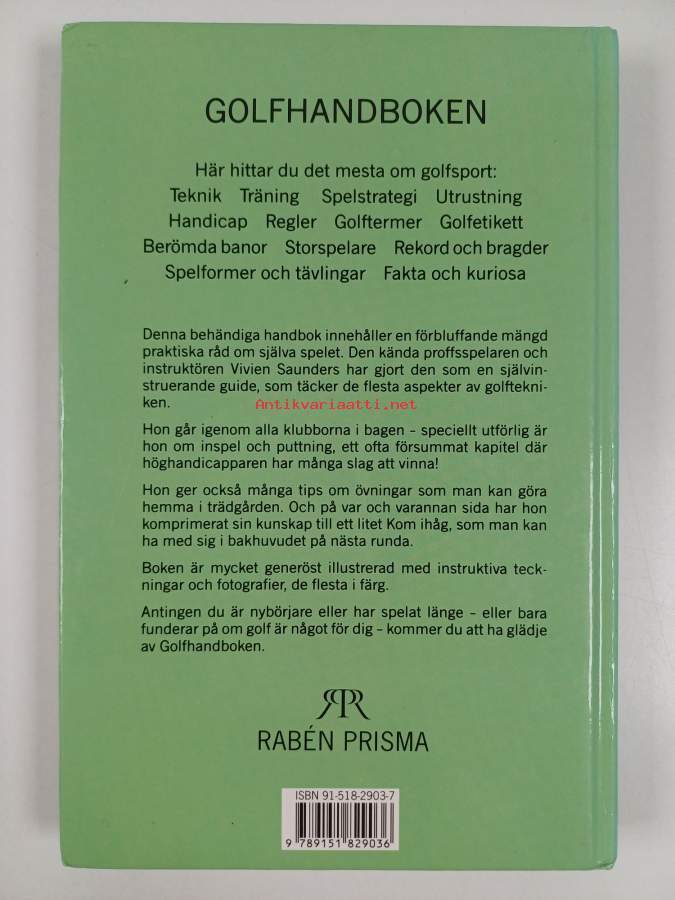 GOLFHANDBOKEN
Här hittar du det mesta om golfsport:
Teknik Träning Spelstrategi Utrustning
Handicap Regler Golftermer Golfetikett
Berömda banor Storspelare Rekord och bragder
Spelformer och tävlingar Fakta och kuriosa
Denna behändiga handbok innehåller en förbluffande mängd
praktiska råd om själva spelet. Den kända proffsspelaren och
instruktören Vivien Saunders har gjort den som en självin-
struerande guide, som täcker de flesta aspekter av golftekni-
ken.
Antikvariaatti.net
Hon går igenom alla klubborna i bagen – speciellt utförlig är
hon om inspel och puttning, ett ofta försummat kapitel där
höghandicapparen har många slag att vinna!
Hon ger också många tips om övningar som man kan göra
hemma i trädgården. Och på var och varannan sida har hon
komprimerat sin kunskap till ett litet Kom ihåg, som man kan
ha med sig i bakhuvudet på nästa runda.
Boken är mycket generöst illustrerad med instruktiva teck-
ningar och fotografier, de flesta i färg.
Antingen du är nybörjare eller har spelat länge – eller bara
funderar på om golf är något för dig – kommer du att ha glädje
av Golfhandboken.
RPR
RABÉN PRISMA
ISBN 91-518-2903-7
9 789151 829036